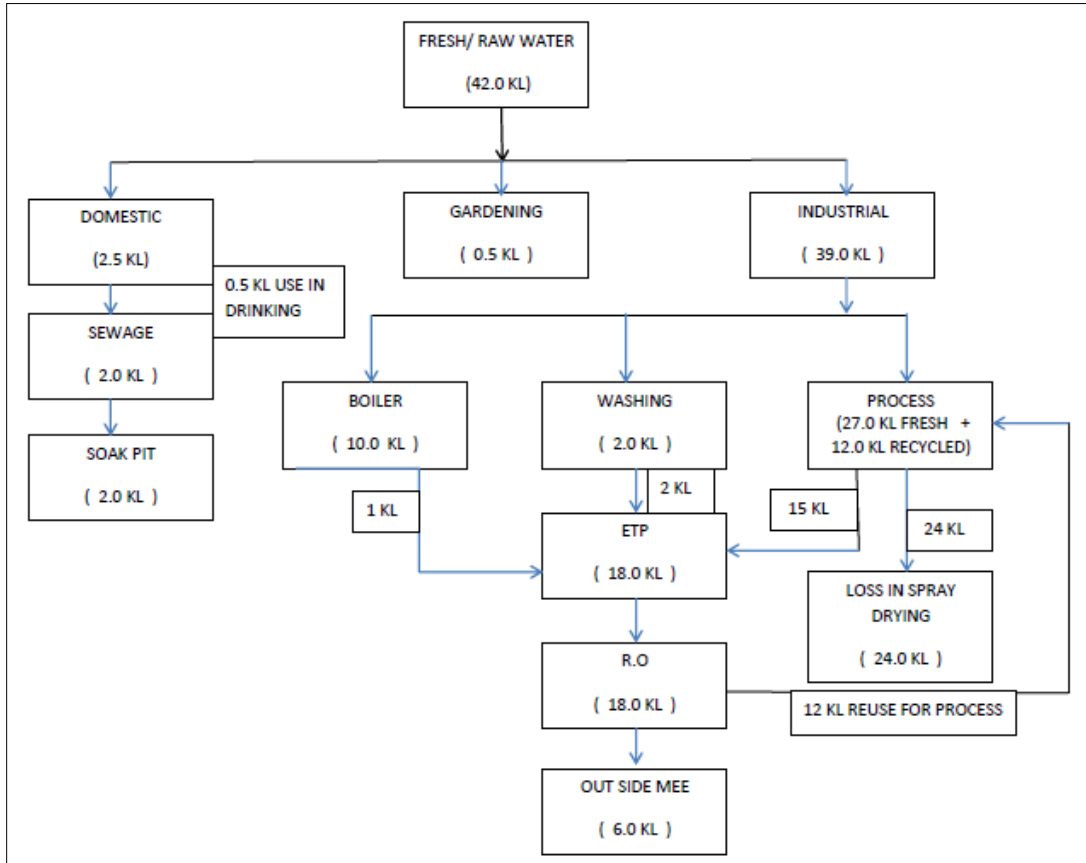 FRESH/ RAW WATER
(42.0 KL)
DOMESTIC
(2.5 KL)
GARDENING
( 0.5 KL )
INDUSTRIAL
( 39.0 KL )
0.5 KL USE IN
DRINKING
SEWAGE
( 2.0 KL )
SOAK PIT
( 2.0 KL )
BOILER
( 10.0 KL )
WASHING
( 2.0 KL )
PROCESS
(27.0 KL FRESH +
12.0 KL RECYCLED)
1 KL
2 KL
15 KL
24 KL
ETP
( 18.0 KL )
LOSS IN SPRAY
DRYING
( 24.0 KL )
R.O
( 18.0 KL )
12 KL REUSE FOR PROCESS
OUT SIDE MEE
( 6.0 KL )